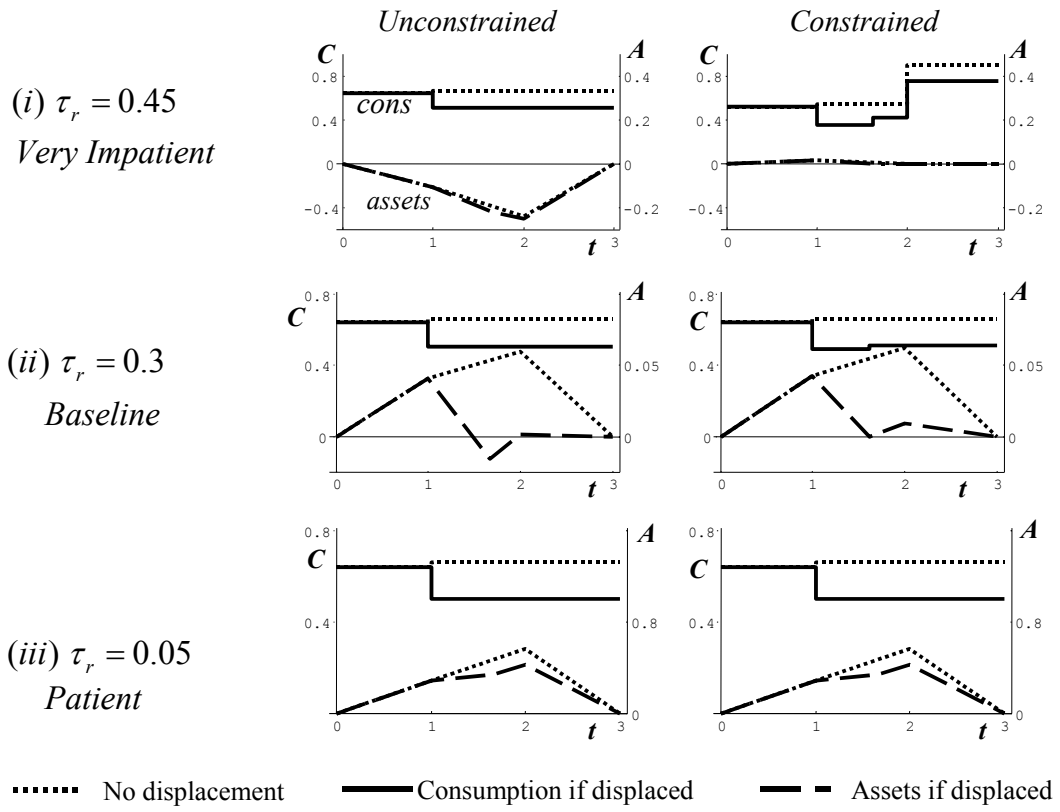 Unconstrained Constrained
C A C A
(i) τr = 0.45
Very Impatient
0.8 0.4 0.8 0.4
cons
0.4 0.2 0.4 0.2
0 0 0 0
assets
−0.4 −0.2 −0.4 −0.2
0 1 2 3 0 1 2 3
t t
A A
0.8 0.8
C C
(ii) τr = 0.3
Baseline
0.4 0.05 0.4 0.05
0 0 0 0
0 1 2 3 0 1 2 3
t t
0.8 A 0.8 A
C C
(iii) τr = 0.05
Patient
0.4 0.8 0.4 0.8
0 0
0 1 2 3 0 1 2 3
t t
No displacement Consumption if displaced Assets if displaced